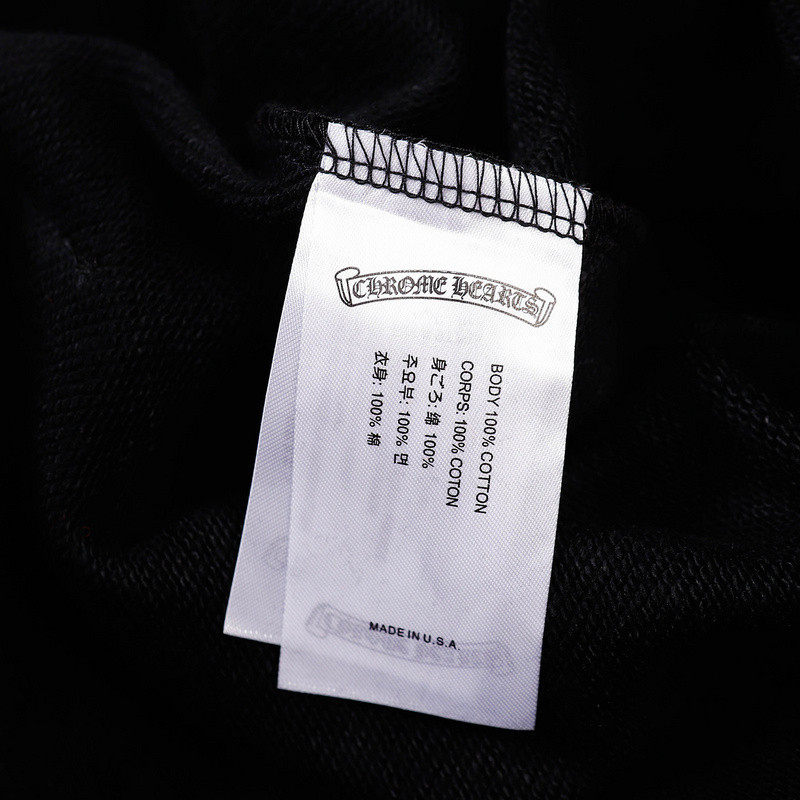 CHROME HEARTS
BODY 100% COTTON
CORPS: 100% COTON
身ごろ: 綿 100%
주요부: 100% 면
衣身: 100% 棉
MADE IN U.S.A.